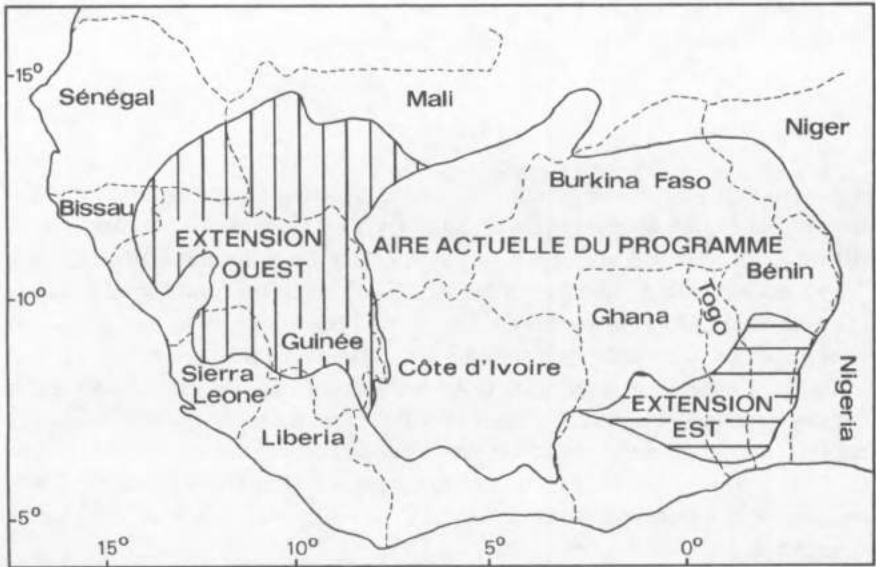 15°
Sénégal
Mali
Niger
Bissau
Burkina Faso
EXTENSION
OUEST
AIRE ACTUELLE DU PROGRAMME
Bénin
10°
Togo
Ghana
Guinée
Côte d'Ivoire
Sierra
Leone
Nigeria
EXTENSION
EST
Liberia
5°
15°
10°
5°
0°